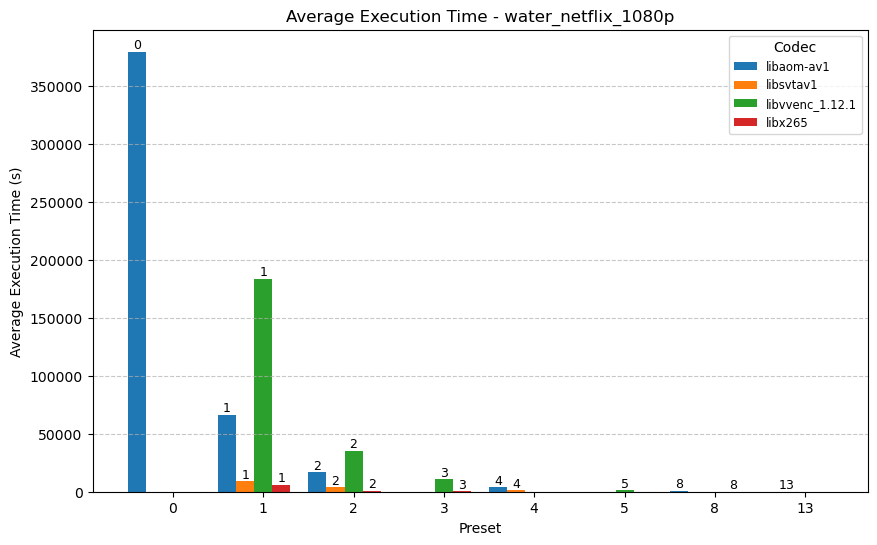 Average Execution Time - water_netflix_1080p
Codec
libaom-av1
libsvtav1
libvvenc_1.12.1
libx265
Average Execution Time (s)
350000
300000
250000
200000
150000
100000
50000
0
0
1
1
1
1
2
2
2
2
3
3
4
4
5
8
8
13
0 1 2 3 4 5 8 13
Preset